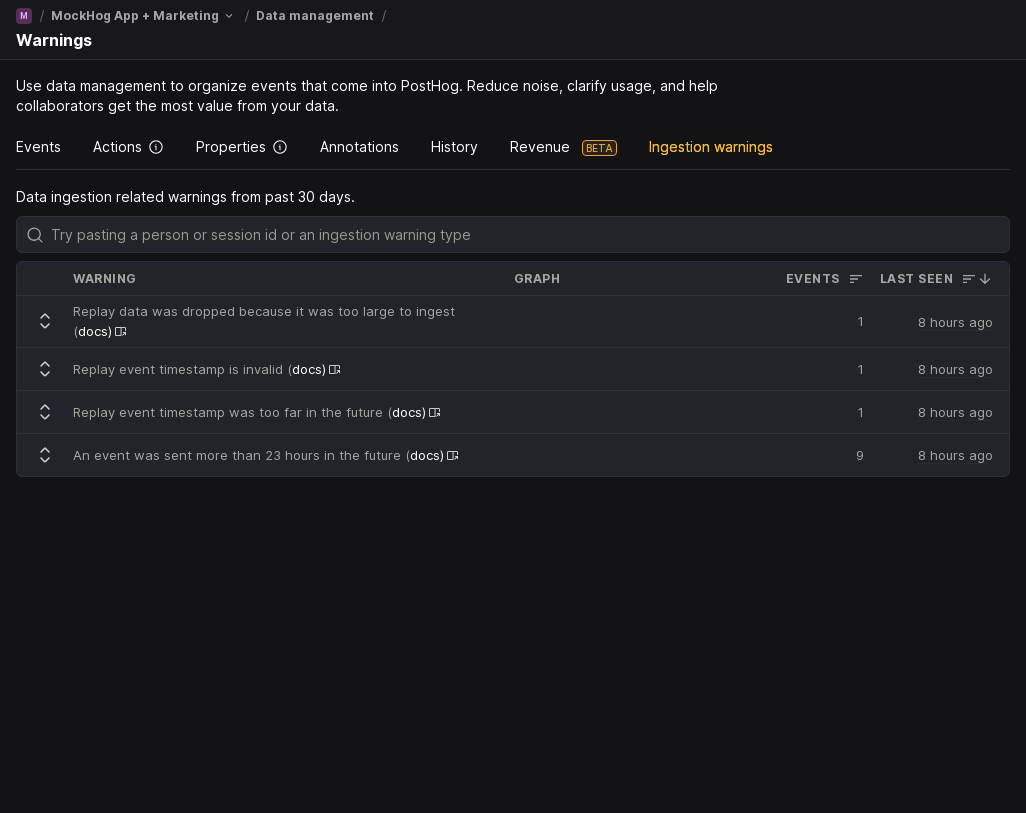 M / MockHog App + Marketing / Data management /
Warnings
Use data management to organize events that come into PostHog. Reduce noise, clarify usage, and help
collaborators get the most value from your data.
Events Actions Properties Annotations History Revenue BETA Ingestion warnings
Data ingestion related warnings from past 30 days.
Try pasting a person or session id or an ingestion warning type
WARNING GRAPH EVENTS LAST SEEN
Replay data was dropped because it was too large to ingest
(docs) 1 8 hours ago
Replay event timestamp is invalid (docs) 1 8 hours ago
Replay event timestamp was too far in the future (docs) 1 8 hours ago
An event was sent more than 23 hours in the future (docs) 9 8 hours ago